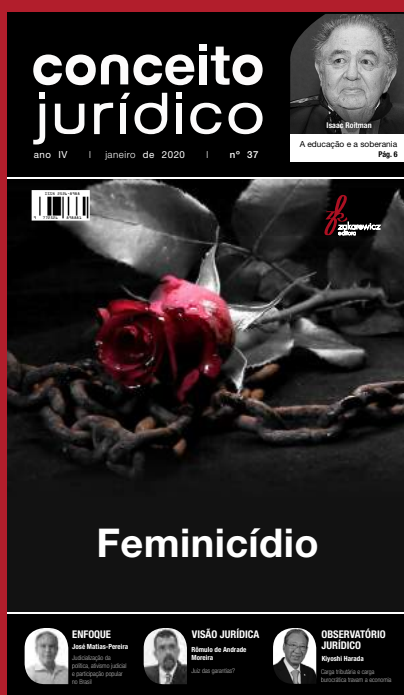 conceito
jurídico
ano IV | janeiro de 2020 | nº 37
Isaac Roitman
A educação e a soberania
Pág. 6
zakarewicz
editora
Feminicídio
ENFOQUE
José Matias-Pereira
Judicialização da
política, ativismo judicial
e participação popular
no Brasil
VISÃO JURÍDICA
Rômulo de Andrade
Moreira
Juiz das garantias?
OBSERVATÓRIO
JURÍDICO
Kiyoshi Harada
Carga tributária e carga
burocrática travam a economia